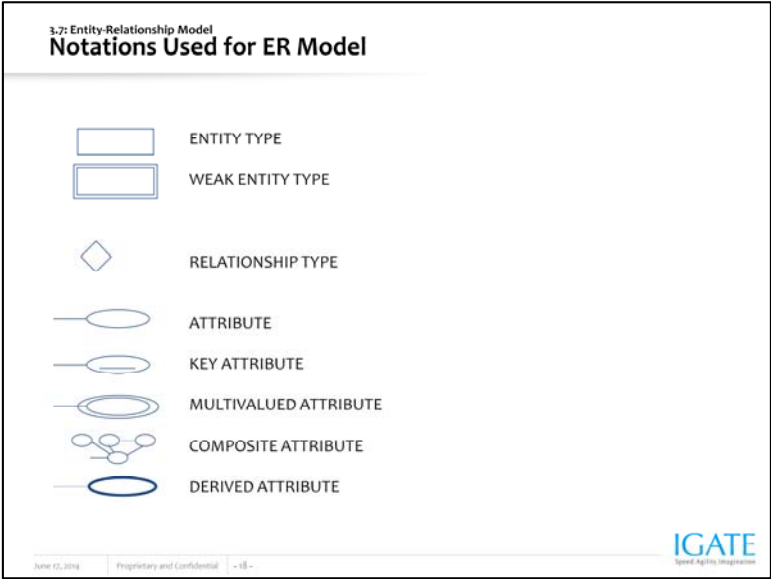 3.7: Entity-Relationship Model
Notations Used for ER Model
ENTITY TYPE
WEAK ENTITY TYPE
RELATIONSHIP TYPE
ATTRIBUTE
KEY ATTRIBUTE
MULTIVALUED ATTRIBUTE
COMPOSITE ATTRIBUTE
DERIVED ATTRIBUTE
IGATE
Speed.Agility.Imagination
June 17, 2014 Proprietary and Confidential - 18 -